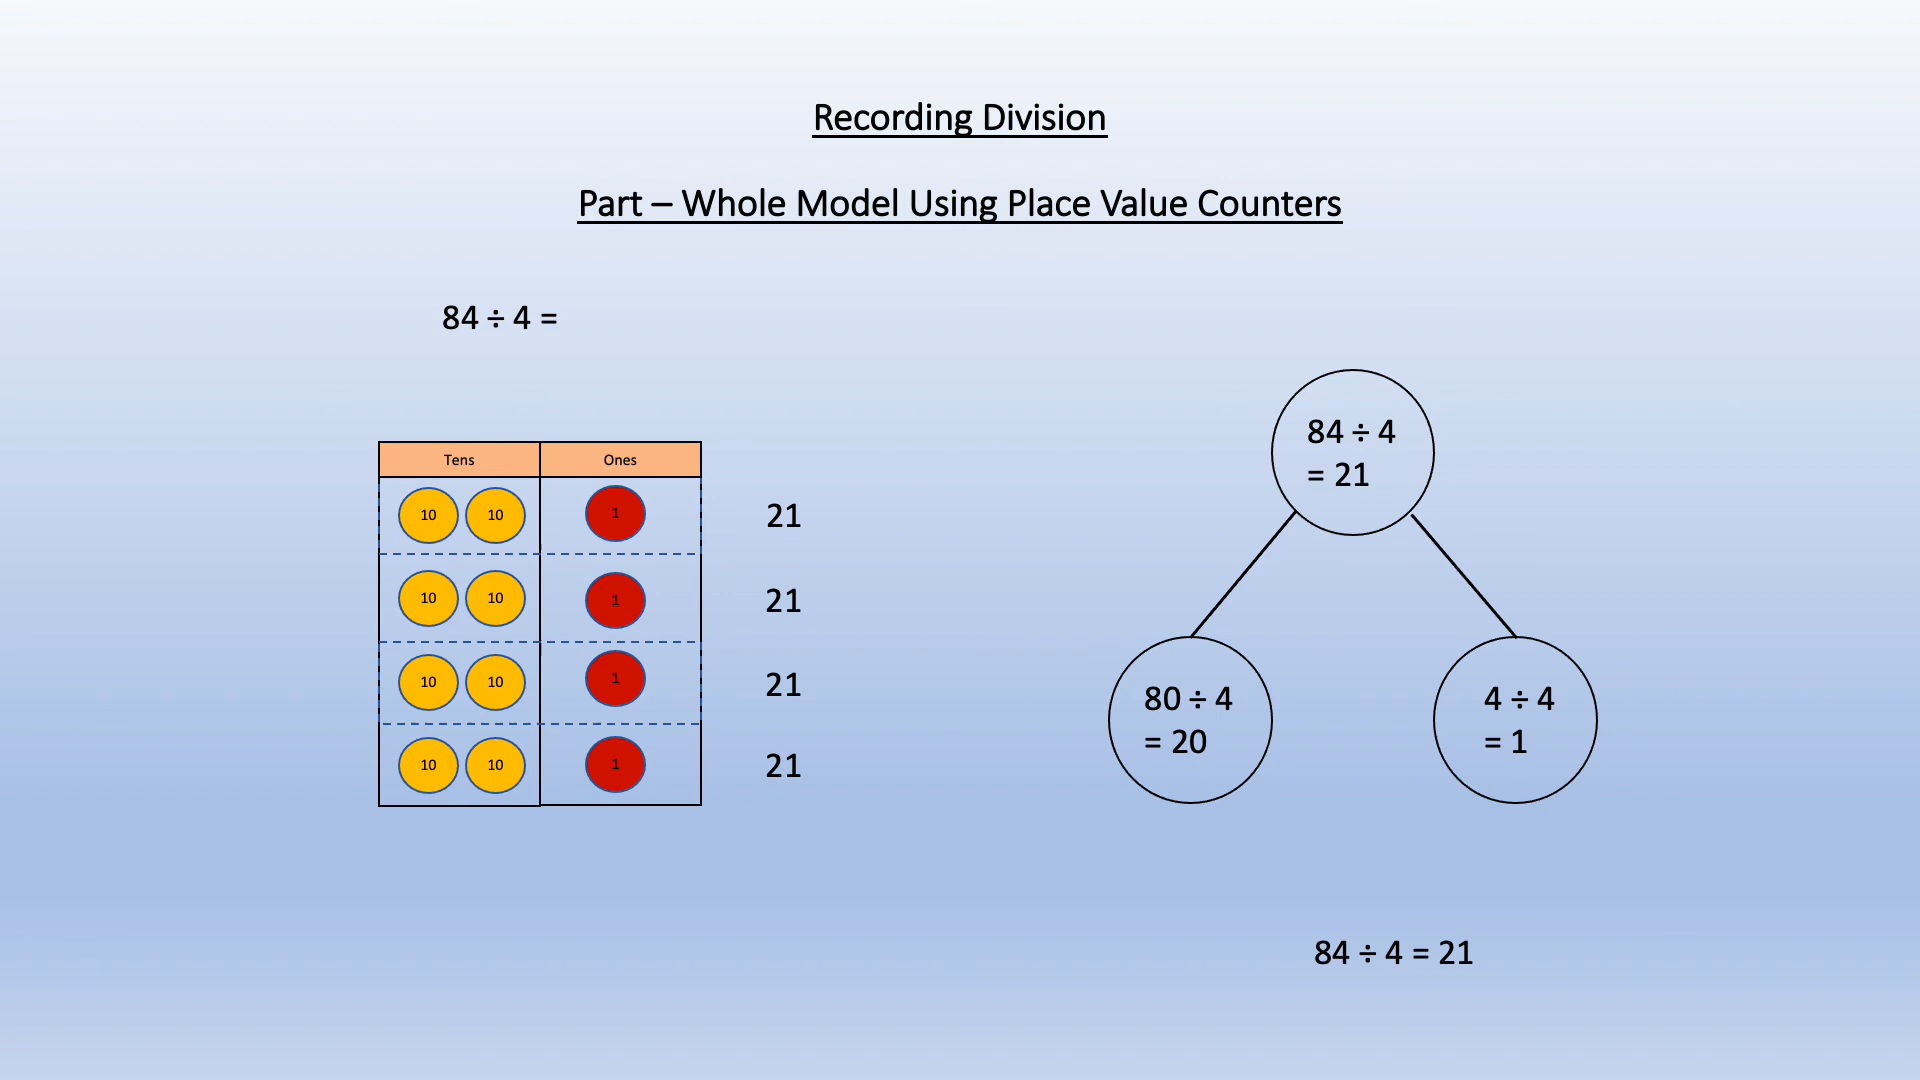 Recording Division
Part – Whole Model Using Place Value Counters
84 ÷ 4 =
Tens Ones
10 10 1 21
10 10 1 21
10 10 1 21
10 10 1 21
84 ÷ 4
= 21
80 ÷ 4
= 20
4 ÷ 4
= 1
84 ÷ 4 = 21